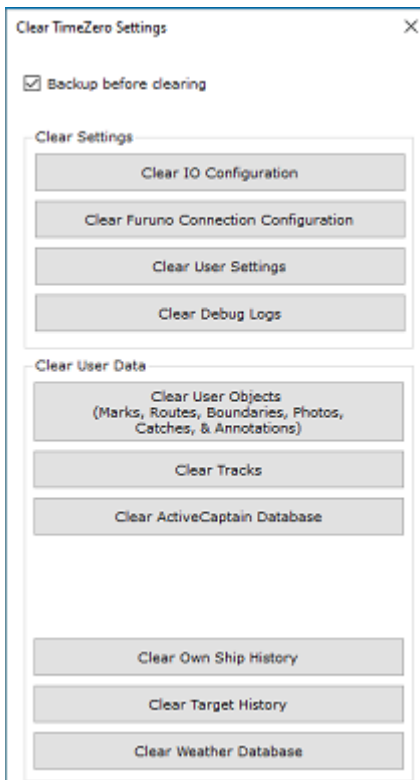 Clear TimeZero Settings
Backup before clearing
Clear Settings
Clear IO Configuration
Clear Furuno Connection Configuration
Clear User Settings
Clear Debug Logs
Clear User Data
Clear User Objects
(Marks, Routes, Boundaries, Photos,
Catches, & Annotations)
Clear Tracks
Clear ActiveCaptain Database
Clear Own Ship History
Clear Target History
Clear Weather Database